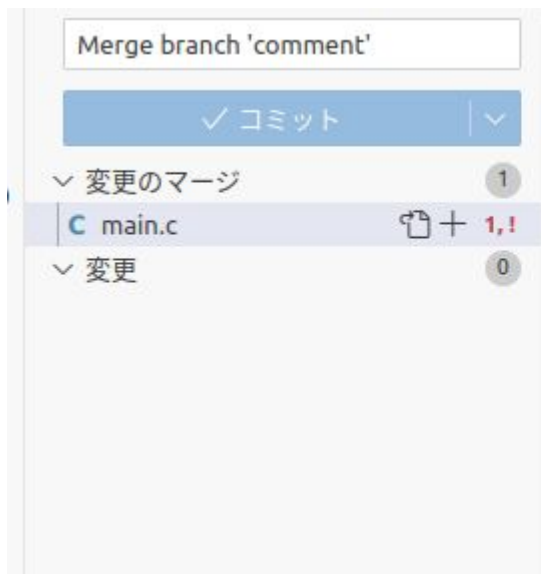 Merge branch 'comment'
✓ コミット
変更のマージ 1
C main.c 1, !
変更 0